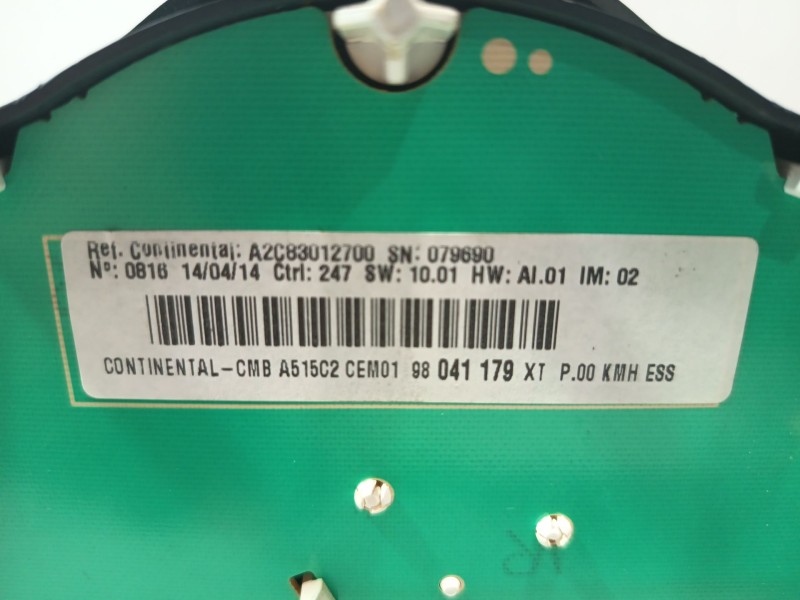 Ref. Continental: A2C83012700 SN: 079690
Nº: 0816 14/04/14 Ctrl: 247 SW: 10.01 HW: AI.01 IM: 02
CONTINENTAL-CMB A515C2 CEM01 98 041 179 XT P.00 KMH ESS